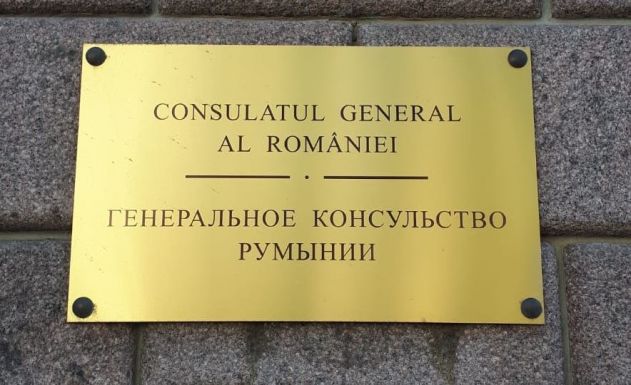 CONSULATUL GENERAL
AL ROMÂNIEI
ГЕНЕРАЛЬНОЕ КОНСУЛЬСТВО
РУМЫНИИ